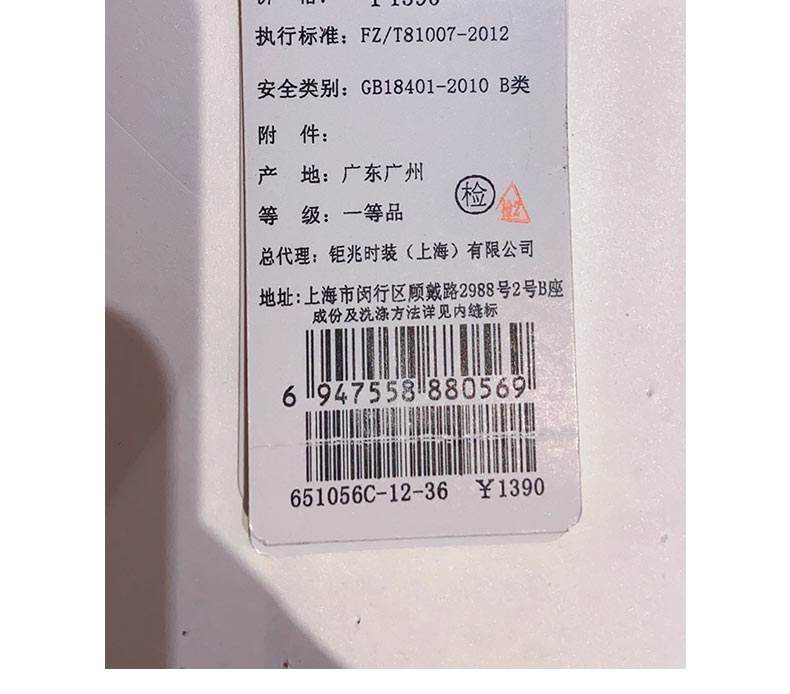 价 格: ¥1390
执行标准: FZ/T81007-2012
安全类别: GB18401-2010 B类
附 件:
产 地: 广东广州
检
等 级: 一等品
总代理: 钜兆时装（上海）有限公司
地址:上海市闵行区顾戴路2988号2号B座
成份及洗涤方法详见内缝标
6 947558 880569
651056C-12-36 ¥1390